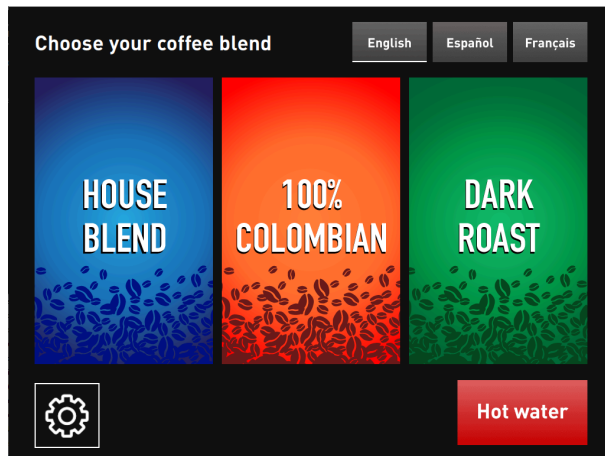 Choose your coffee blend
English
Español
Français
HOUSE
BLEND
100%
COLOMBIAN
DARK
ROAST
Hot water